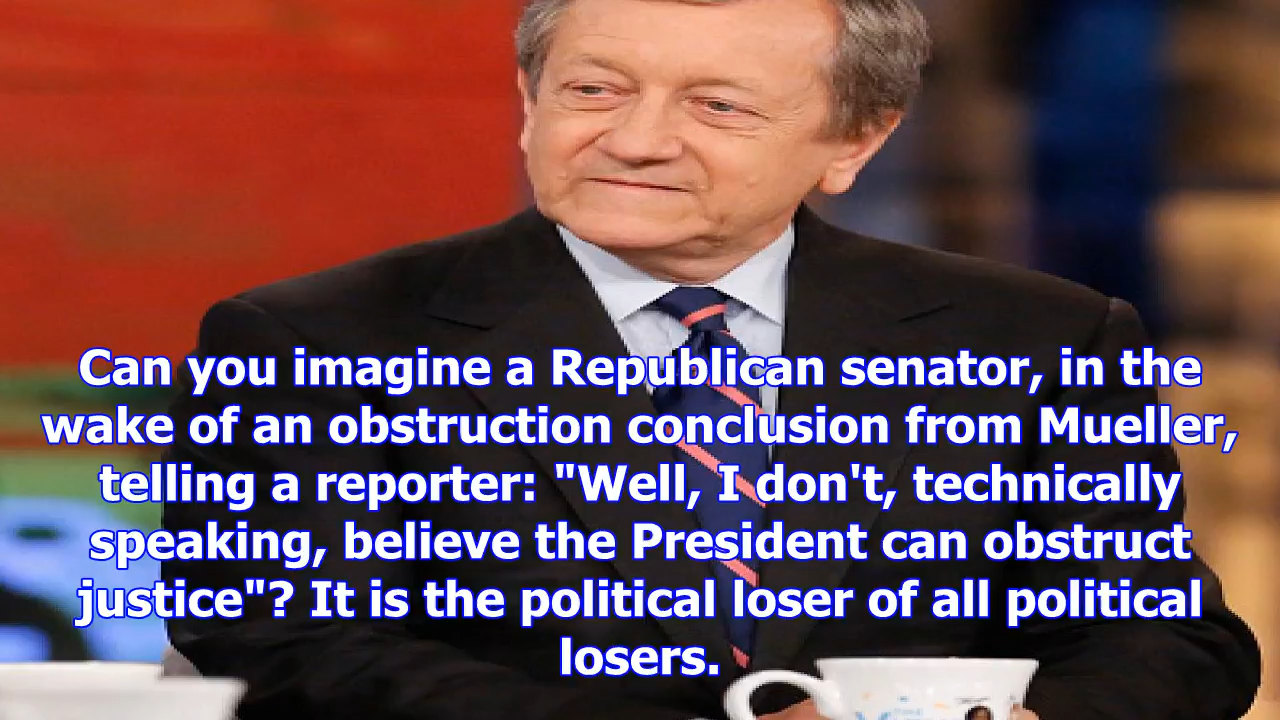 Can you imagine a Republican senator, in the
wake of an obstruction conclusion from Mueller,
telling a reporter: "Well, I don't, technically
speaking, believe the President can obstruct
justice"? It is the political loser of all political
losers.